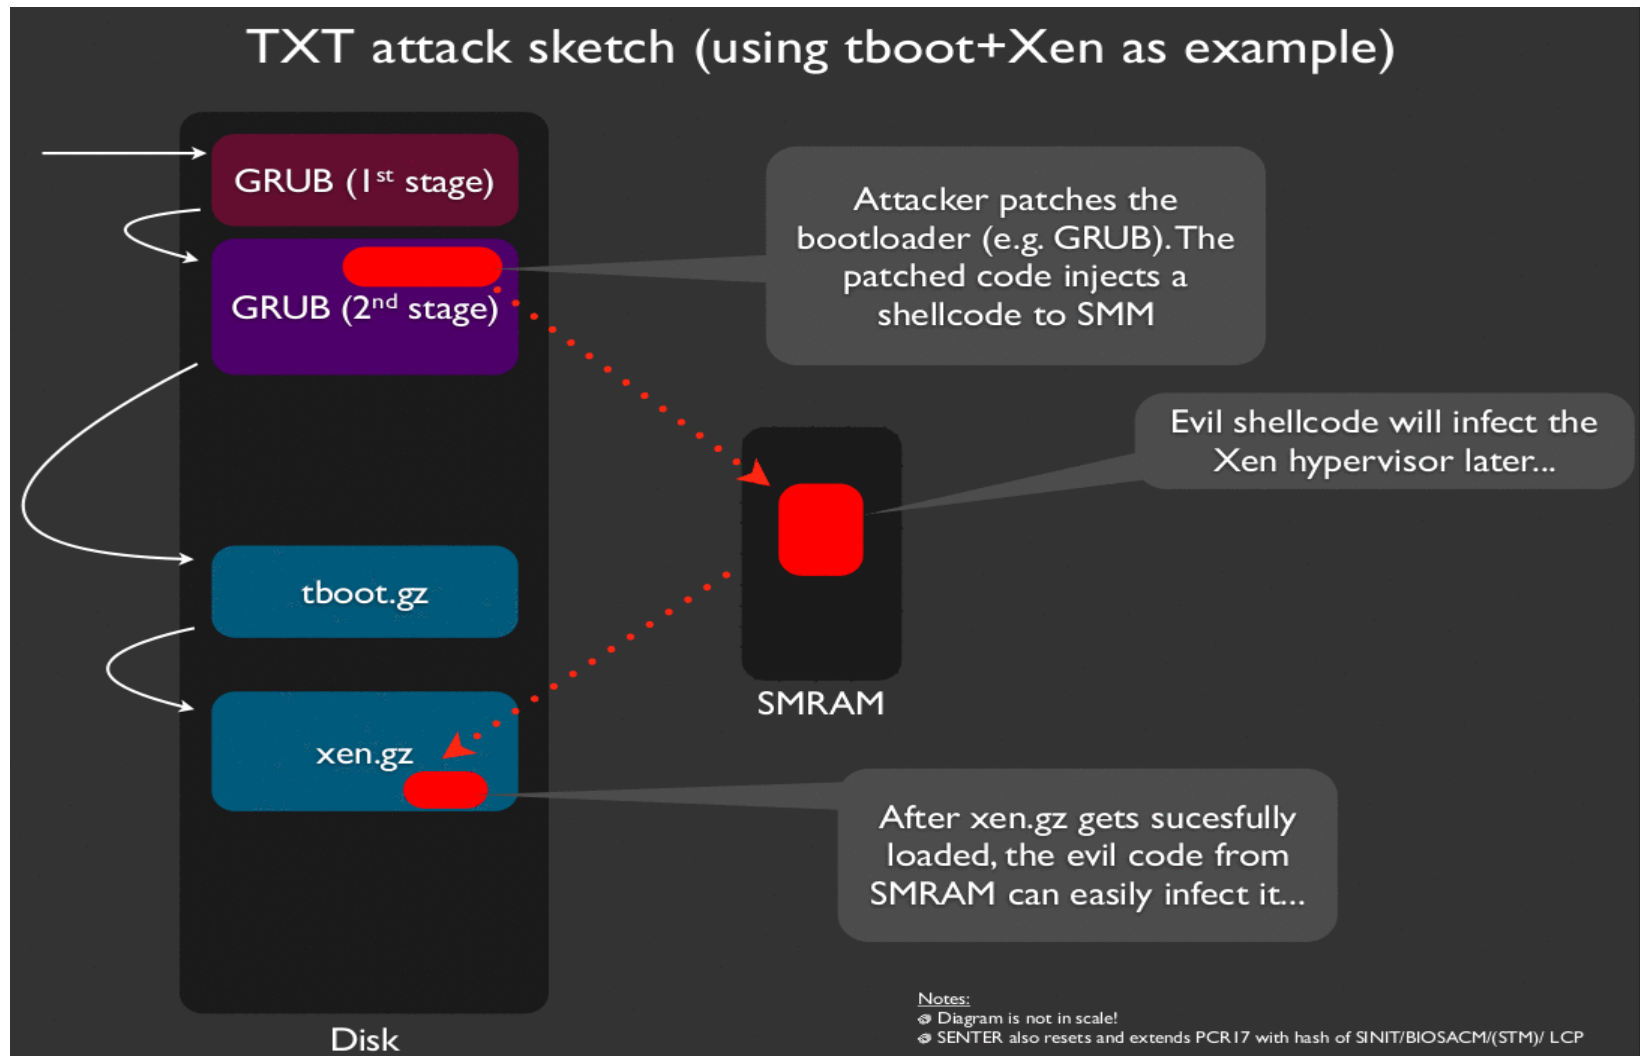 TXT attack sketch (using tboot+Xen as example)
GRUB (1st stage)
GRUB (2nd stage)
Attacker patches the
bootloader (e.g. GRUB). The
patched code injects a
shellcode to SMM
Evil shellcode will infect the
Xen hypervisor later...
tboot.gz
SMRAM
xen.gz
After xen.gz gets sucesfully
loaded, the evil code from
SMRAM can easily infect it...
Disk
Notes:
Diagram is not in scale!
SENTER also resets and extends PCR17 with hash of SINIT/BIOSACM/(STM)/ LCP